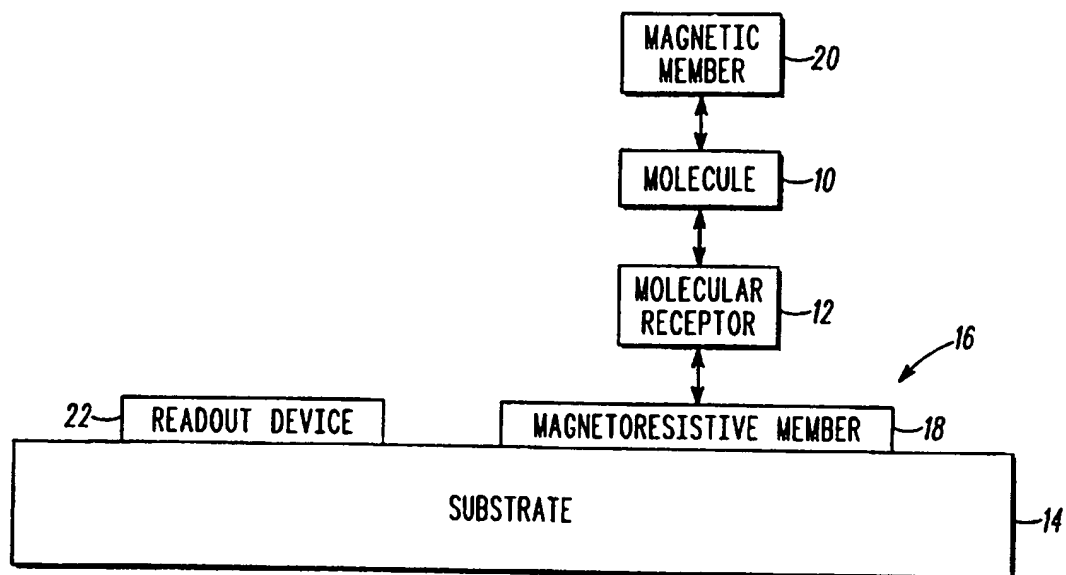 MAGNETIC
MEMBER
20
MOLECULE
10
MOLECULAR
RECEPTOR
12
16
22
READOUT DEVICE
MAGNETORESISTIVE MEMBER
18
SUBSTRATE
14